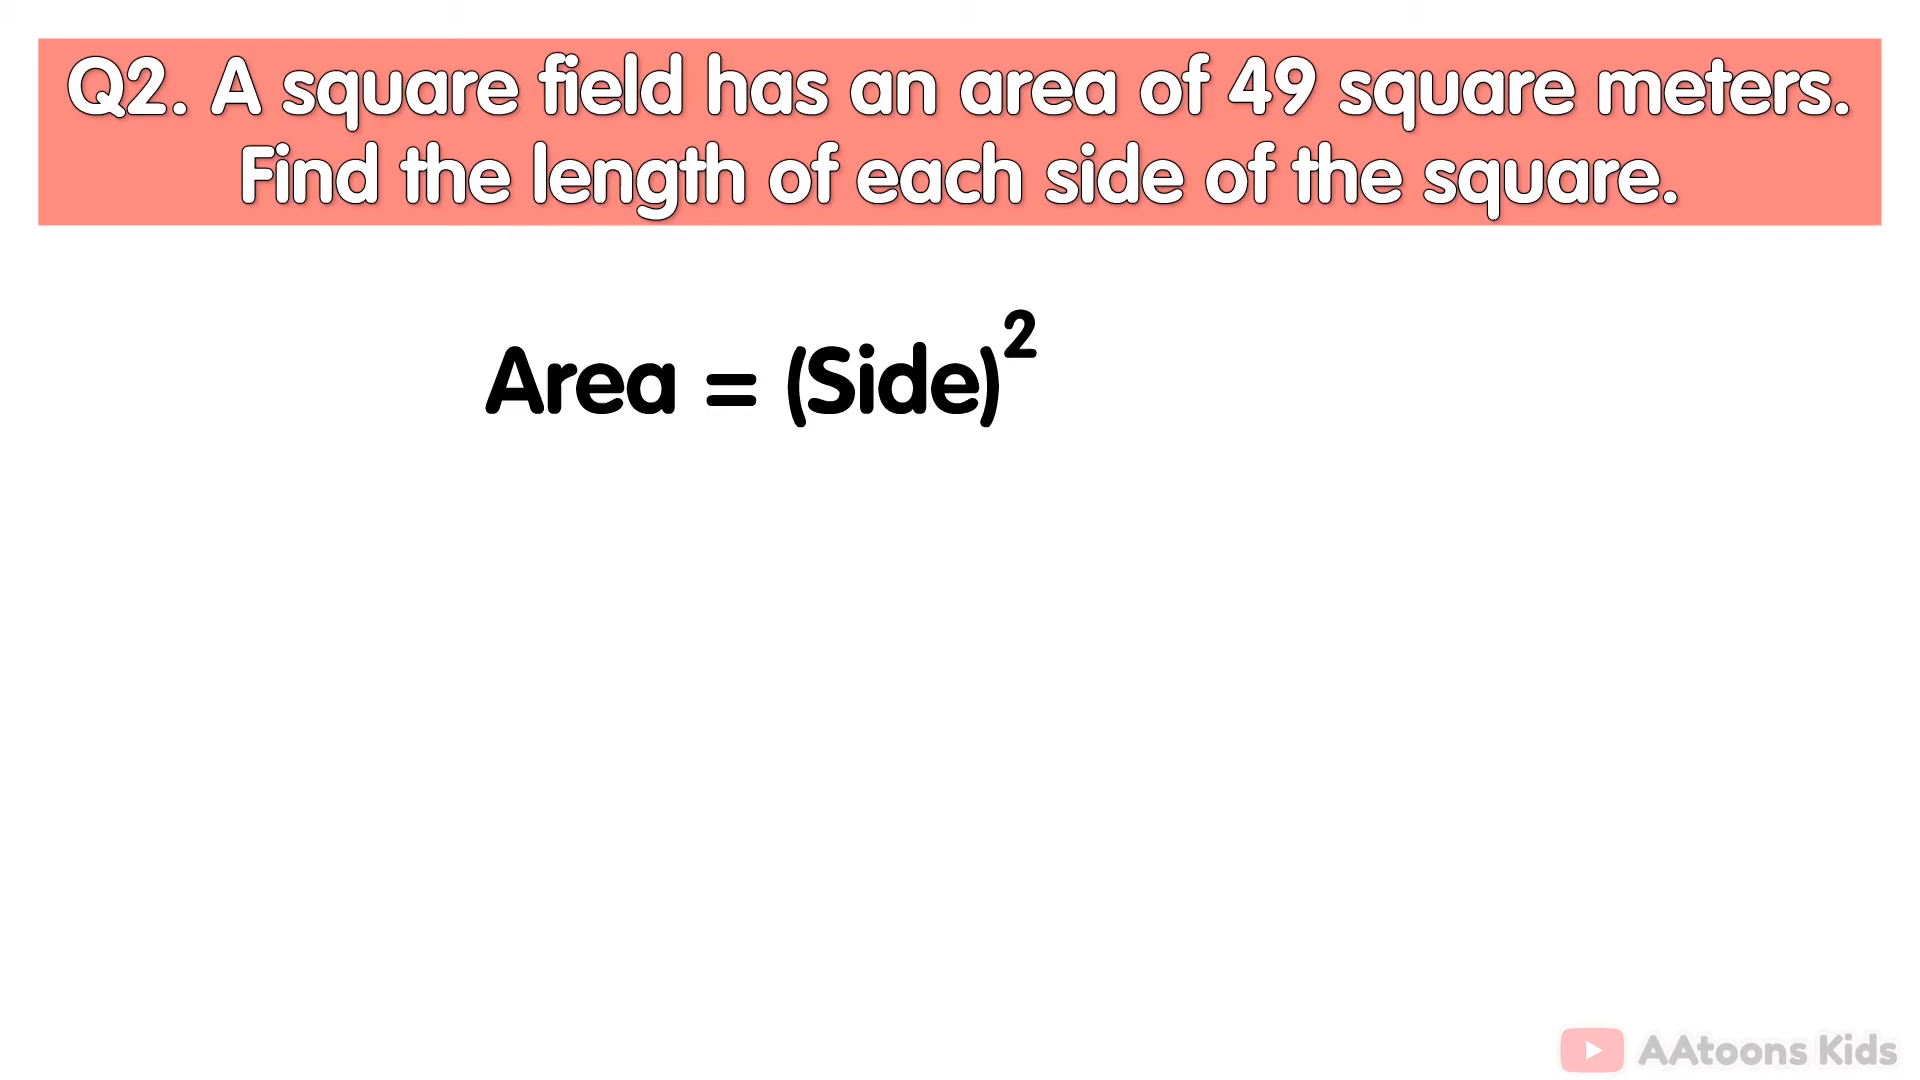 Q2. A square field has an area of 49 square meters.
Find the length of each side of the square.
Area = (Side)²
AAtoons Kids